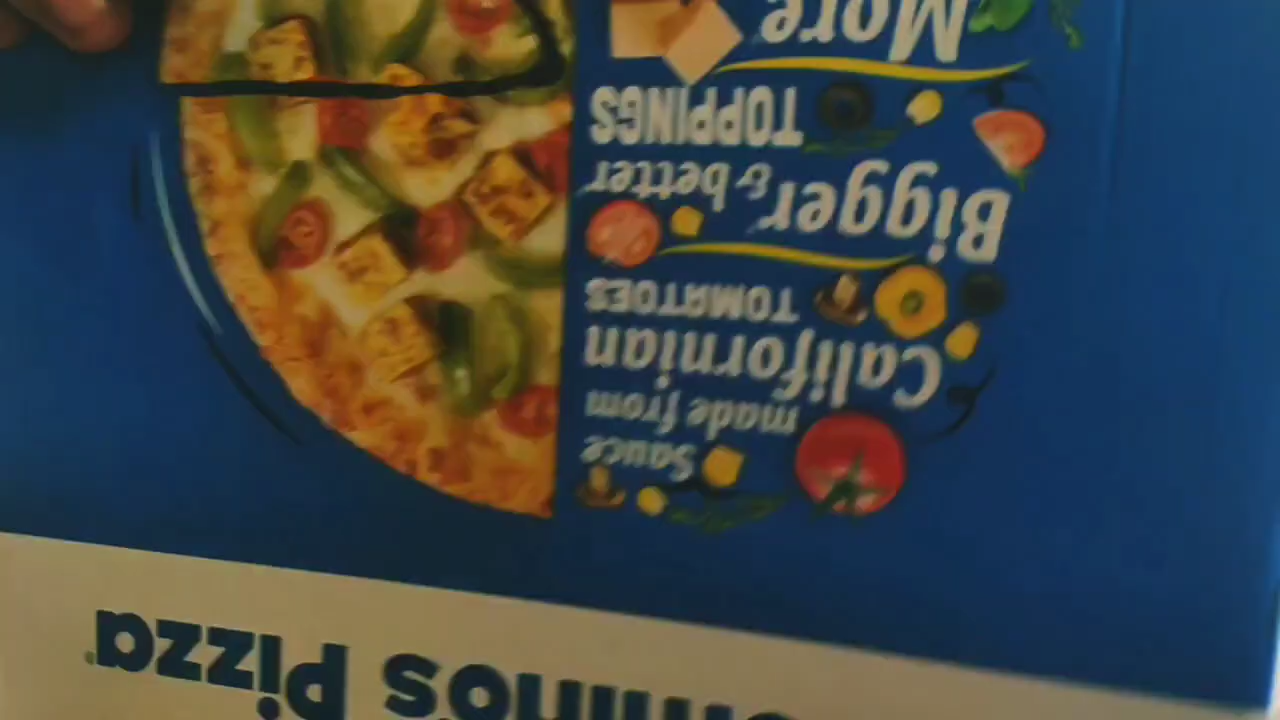 Sauce
made from
Californian
TOMATOES
Bigger & better
TOPPINGS
More
pizza